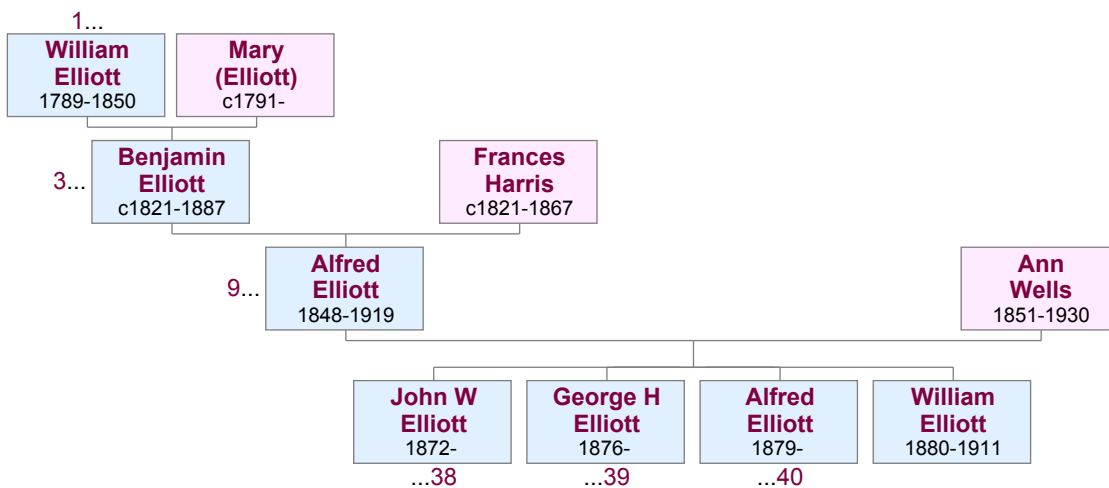 1...
William
Elliott
1789-1850
Mary
(Elliott)
c1791-
3...
Benjamin
Elliott
c1821-1887
Frances
Harris
c1821-1867
9...
Alfred
Elliott
1848-1919
Ann
Wells
1851-1930
John W
Elliott
1872-
...38
George H
Elliott
1876-
...39
Alfred
Elliott
1879-
...40
William
Elliott
1880-1911